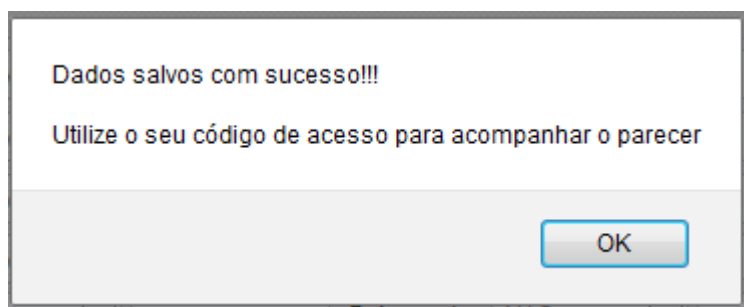 Dados salvos com sucesso!!!
Utilize o seu código de acesso para acompanhar o parecer
OK